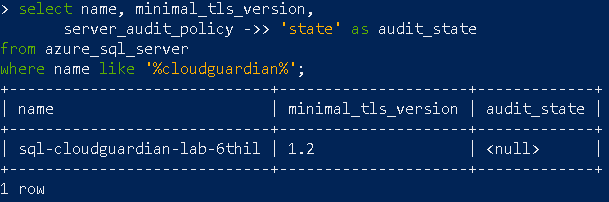 > select name, minimal_tls_version,
server_audit_policy ->> 'state' as audit_state
from azure_sql_server
where name like '%cloudguardian%';
+----------------------------+---------------------+-------------+
| name | minimal_tls_version | audit_state |
+----------------------------+---------------------+-------------+
| sql-cloudguardian-lab-6thil | 1.2 | <null> |
+----------------------------+---------------------+-------------+
1 row